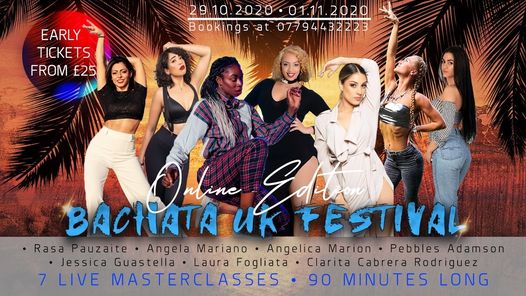 29.10.2020 • 01.11.2020
Bookings at 07794432223
EARLY
TICKETS
FROM £25
Online Editoon
BACHATA UK FESTIVAL
• Rasa Pauzaite • Angela Mariano • Angelica Marion • Pebbles Adamson
• Jessica Guastella • Laura Fogliata • Clarita Cabrera Rodriguez
7 LIVE MASTERCLASSES • 90 MINUTES LONG